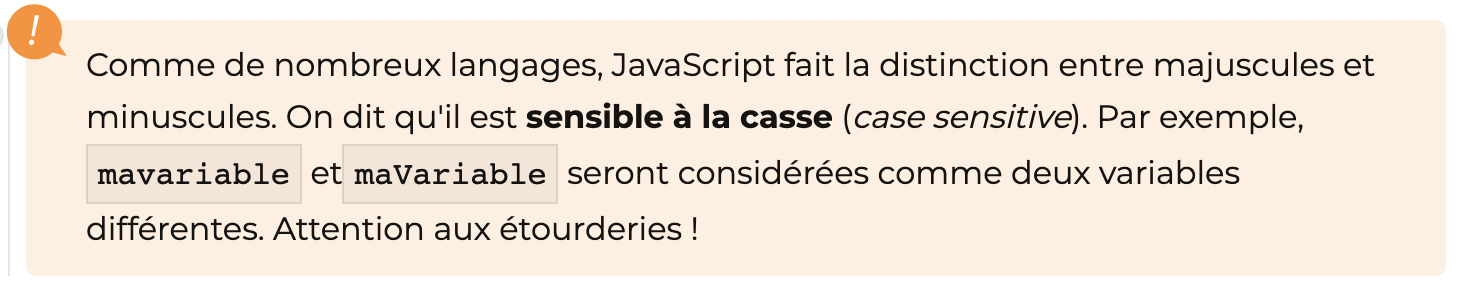 !
Comme de nombreux langages, JavaScript fait la distinction entre majuscules et
minuscules. On dit qu'il est sensible à la casse (case sensitive). Par exemple,
mavariable et maVariable seront considérées comme deux variables
différentes. Attention aux étourderies !